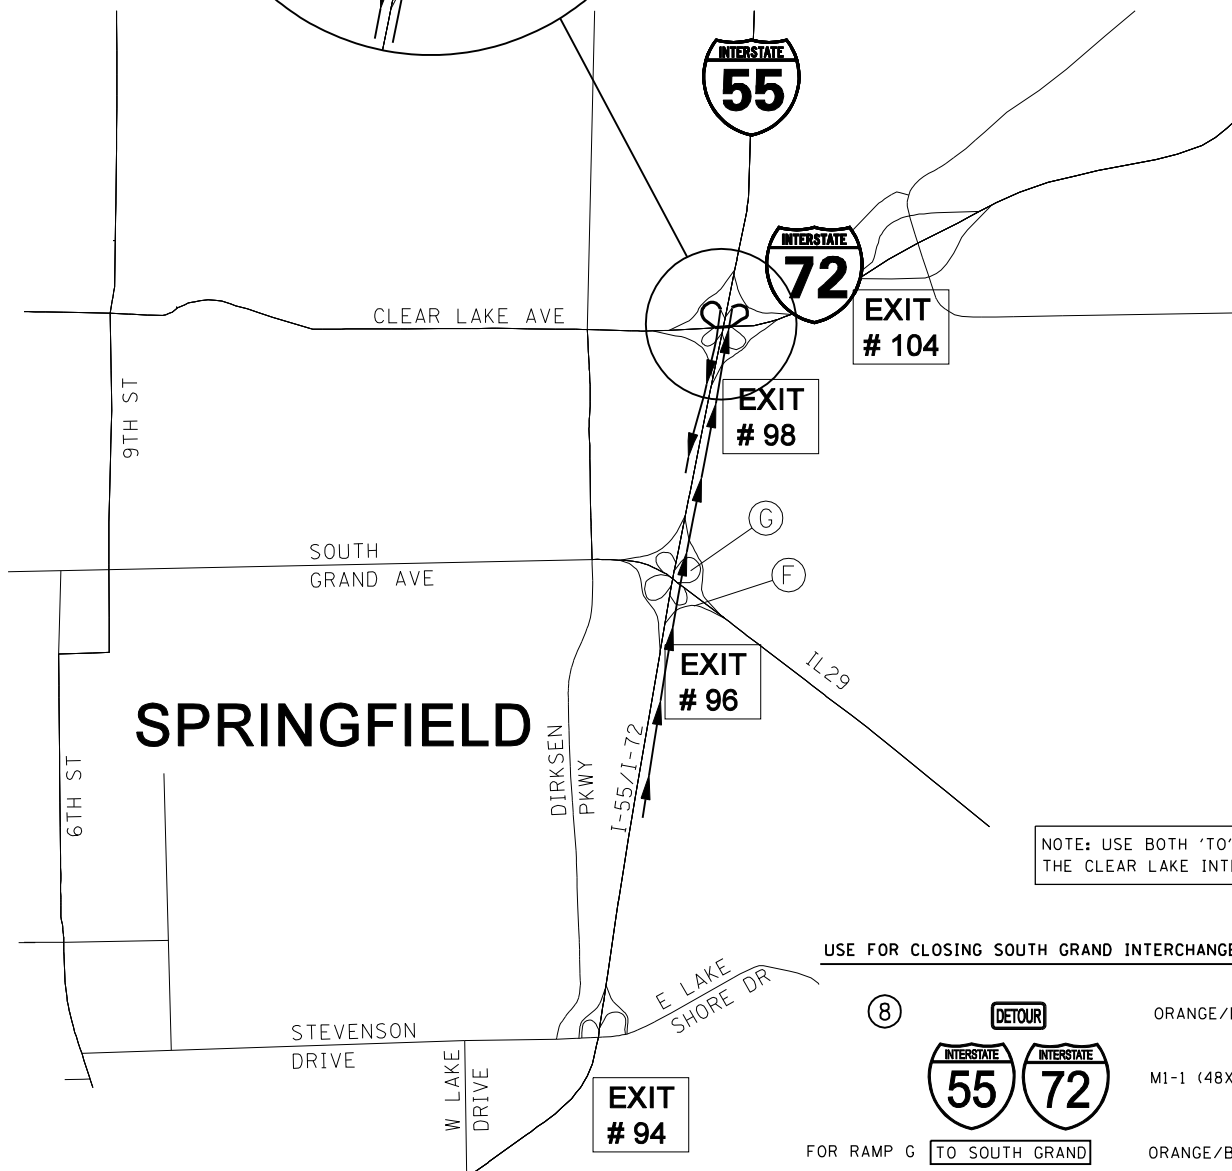 INTERSTATE
55
INTERSTATE
72
EXIT
# 104
CLEAR LAKE AVE
9TH ST
EXIT
# 98
G
SOUTH
GRAND AVE
F
EXIT
# 96
IL29
SPRINGFIELD
DIRKSEN
PKWY
I-55/I-72
6TH ST
NOTE: USE BOTH 'TO'
THE CLEAR LAKE INT
USE FOR CLOSING SOUTH GRAND INTERCHANGE
E LAKE
SHORE DR
8
DETOUR
ORANGE/
STEVENSON
DRIVE
W LAKE
DRIVE
INTERSTATE
55
INTERSTATE
72
M1-1 (48X
EXIT
# 94
FOR RAMP G TO SOUTH GRAND ORANGE/B